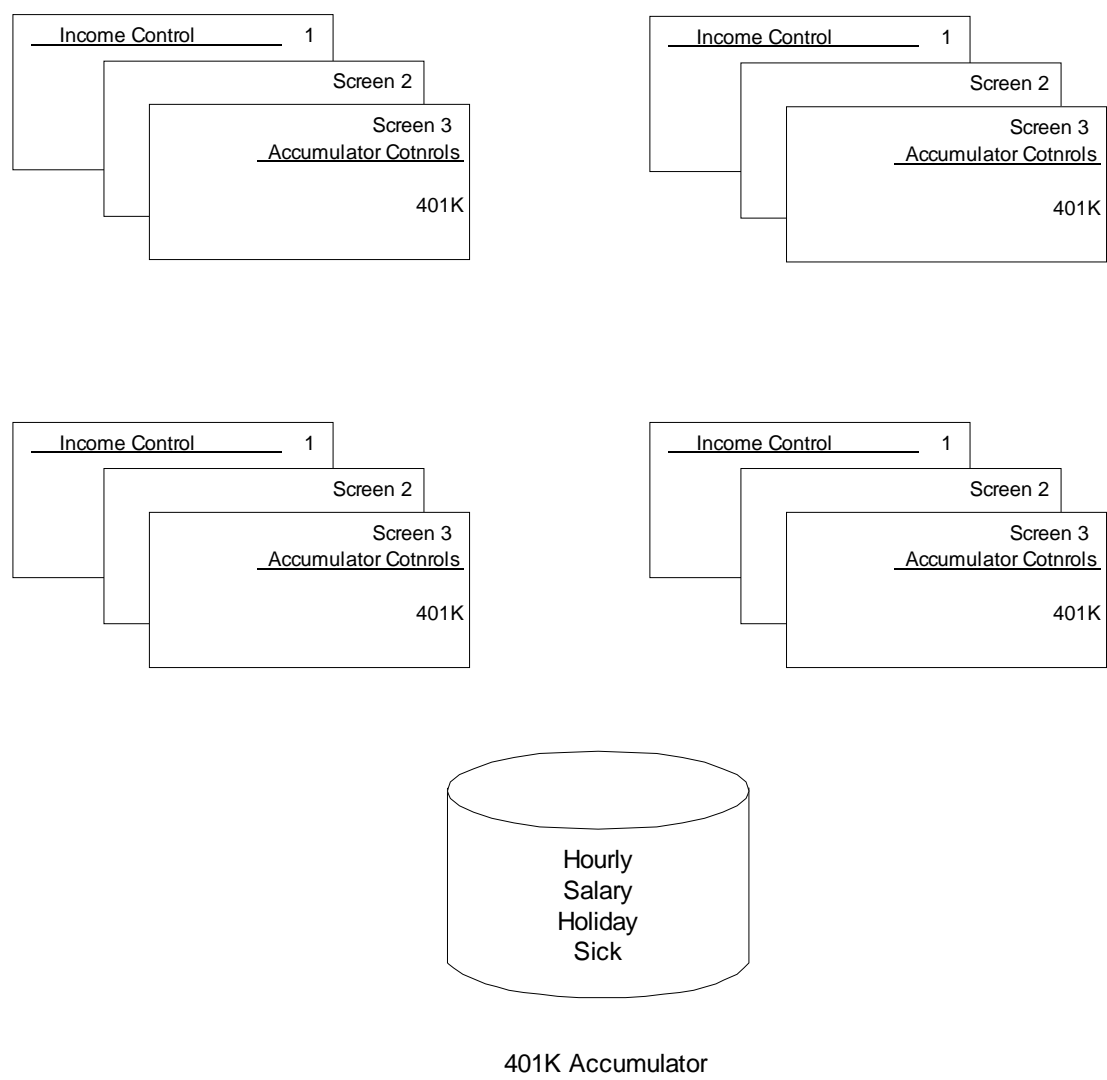 Income Control 1
Screen 2
Screen 3
Accumulator Cotnrols
401K
Income Control 1
Screen 2
Screen 3
Accumulator Cotnrols
401K
Income Control 1
Screen 2
Screen 3
Accumulator Cotnrols
401K
Income Control 1
Screen 2
Screen 3
Accumulator Cotnrols
401K
Hourly
Salary
Holiday
Sick
401K Accumulator